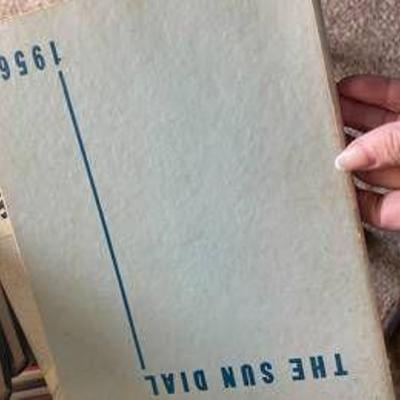 THE SUN DIAL
1956